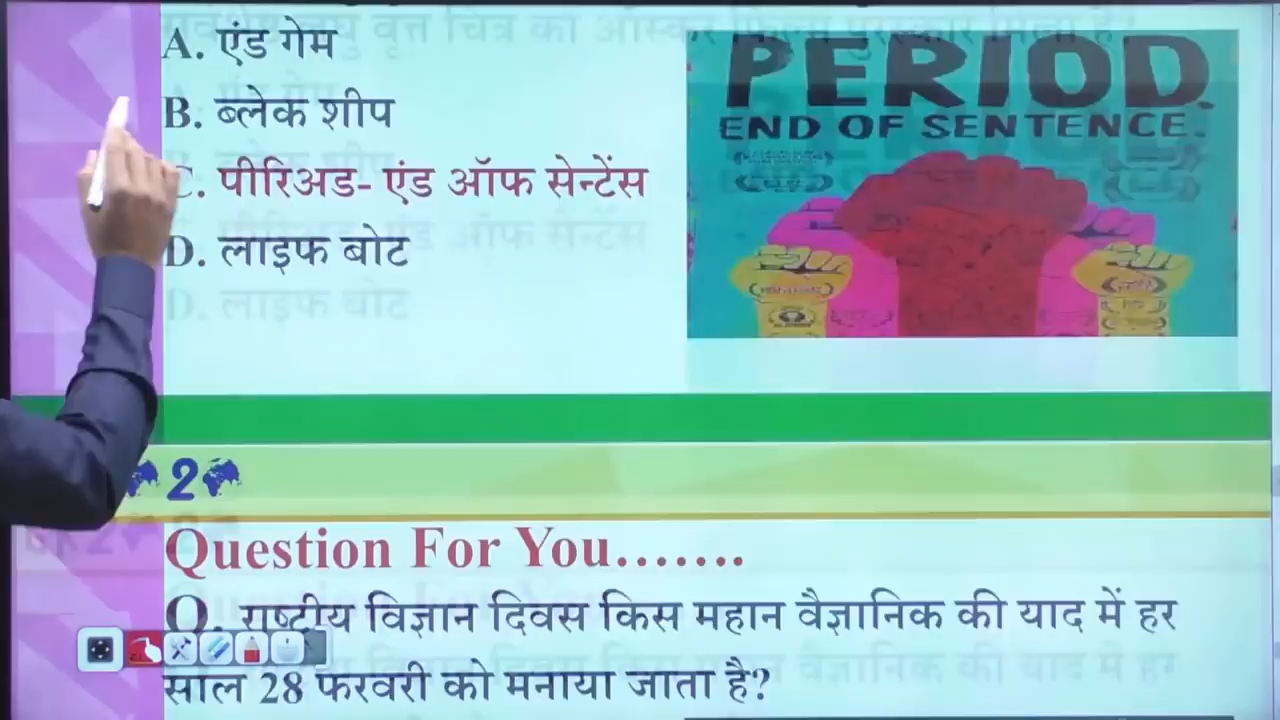 A. एंड गेम
B. ब्लेक शीप
C. पीरिअड- एंड ऑफ सेन्टेंस
D. लाइफ बोट
PERIOD.
END OF SENTENCE.
2
Question For You.......
Q. राष्ट्रीय विज्ञान दिवस किस महान वैज्ञानिक की याद में हर
साल 28 फरवरी को मनाया जाता है?